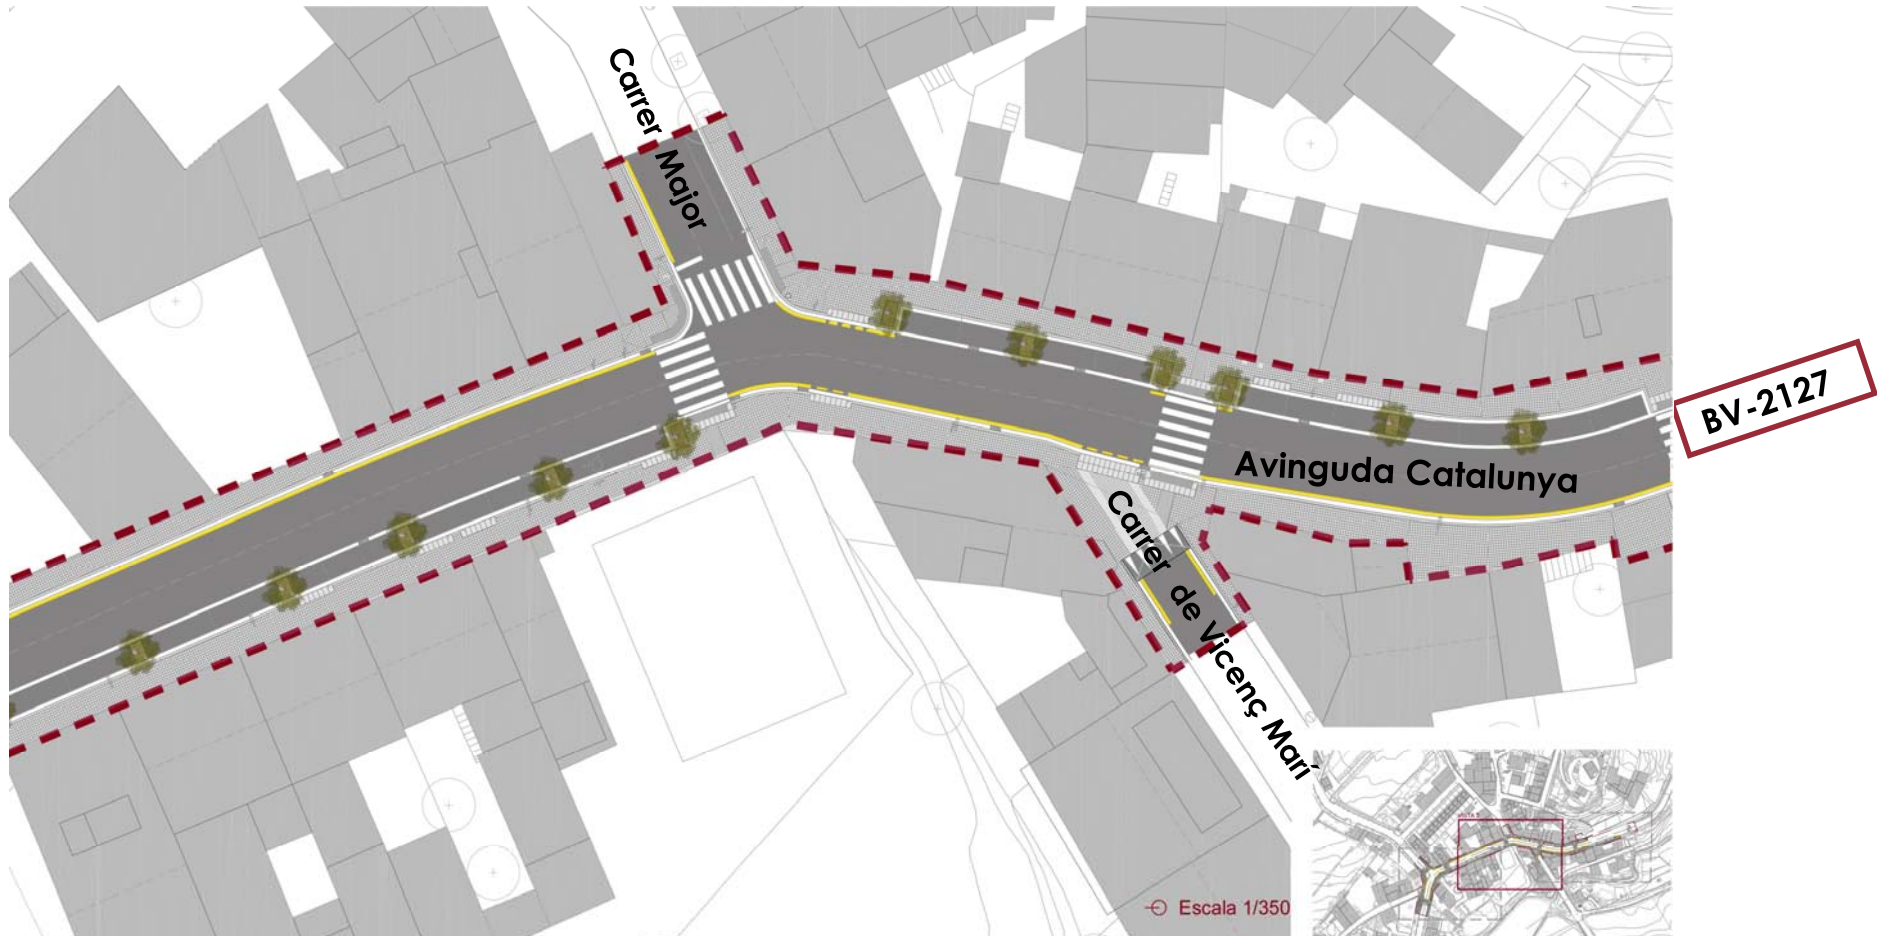 Carrer Major
BV-2127
Avinguda Catalunya
Carrer de Vicenç Marí
Escala 1/350